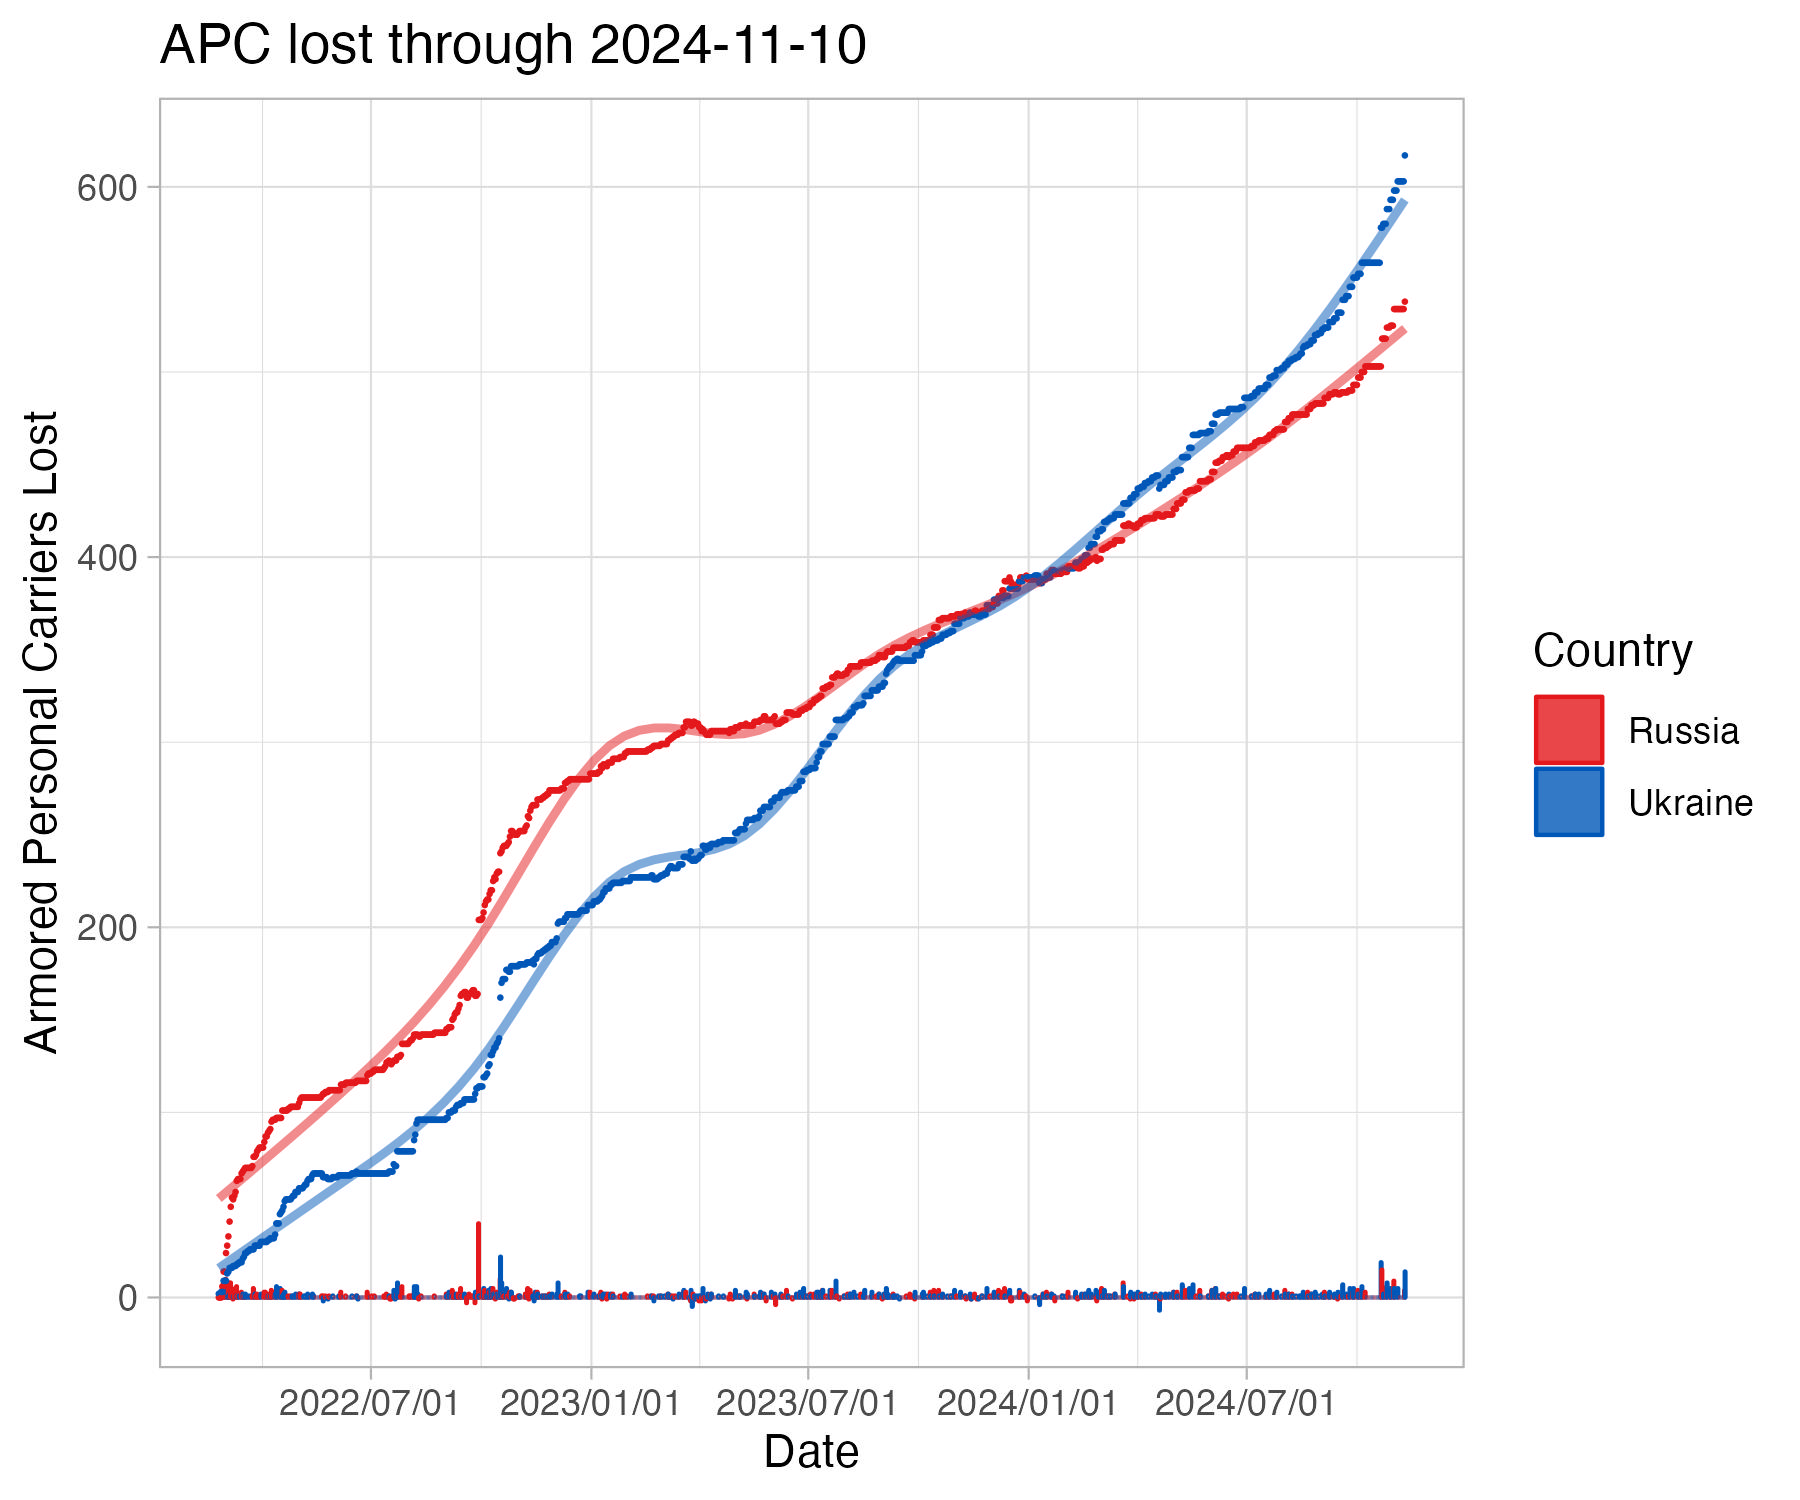 APC lost through 2024-11-10
Armored Personal Carriers Lost
600
400
200
0
2022/07/01
2023/01/01
2023/07/01
2024/01/01
2024/07/01
Date
Country
Russia
Ukraine